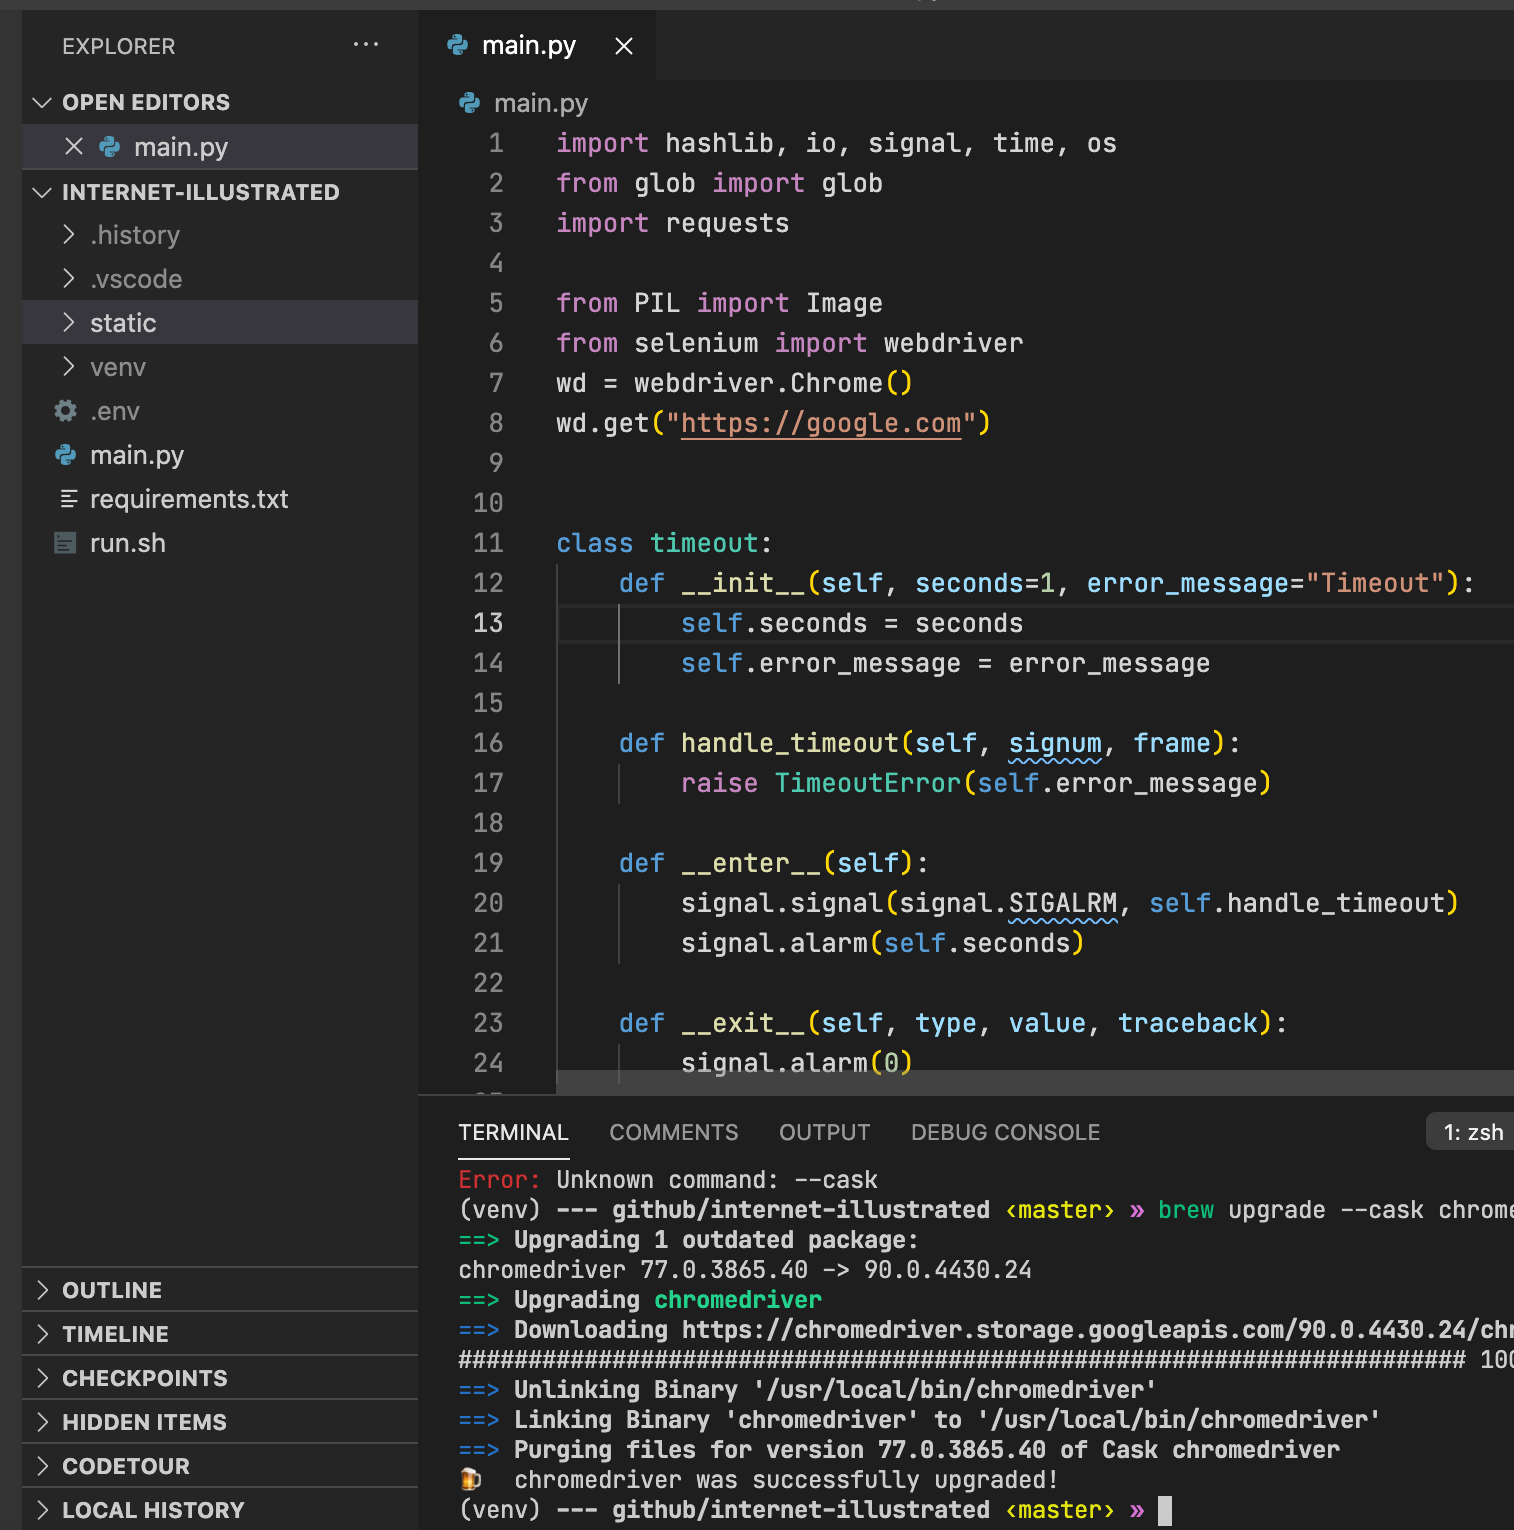 EXPLORER
OPEN EDITORS
main.py
INTERNET-ILLUSTRATED
.history
.vscode
static
venv
.env
main.py
requirements.txt
run.sh
OUTLINE
TIMELINE
CHECKPOINTS
HIDDEN ITEMS
CODETOUR
LOCAL HISTORY
main.py
main.py
1 import hashlib, io, signal, time, os
2 from glob import glob
3 import requests
4
5 from PIL import Image
6 from selenium import webdriver
7 wd = webdriver.Chrome()
8 wd.get("https://google.com")
9
10
11 class timeout:
12     def __init__(self, seconds=1, error_message="Timeout"):
13         self.seconds = seconds
14         self.error_message = error_message
15
16     def handle_timeout(self, signum, frame):
17         raise TimeoutError(self.error_message)
18
19     def __enter__(self):
20         signal.signal(signal.SIGALRM, self.handle_timeout)
21         signal.alarm(self.seconds)
22
23     def __exit__(self, type, value, traceback):
24         signal.alarm(0)
TERMINAL COMMENTS OUTPUT DEBUG CONSOLE 1: zsh
Error: Unknown command: --cask
(venv) --- github/internet-illustrated ‹master› » brew upgrade --cask chrome
==> Upgrading 1 outdated package:
chromedriver 77.0.3865.40 -> 90.0.4430.24
==> Upgrading chromedriver
==> Downloading https://chromedriver.storage.googleapis.com/90.0.4430.24/chr
######################################################################## 100
==> Unlinking Binary '/usr/local/bin/chromedriver'
==> Linking Binary 'chromedriver' to '/usr/local/bin/chromedriver'
==> Purging files for version 77.0.3865.40 of Cask chromedriver
🍺 chromedriver was successfully upgraded!
(venv) --- github/internet-illustrated ‹master› »